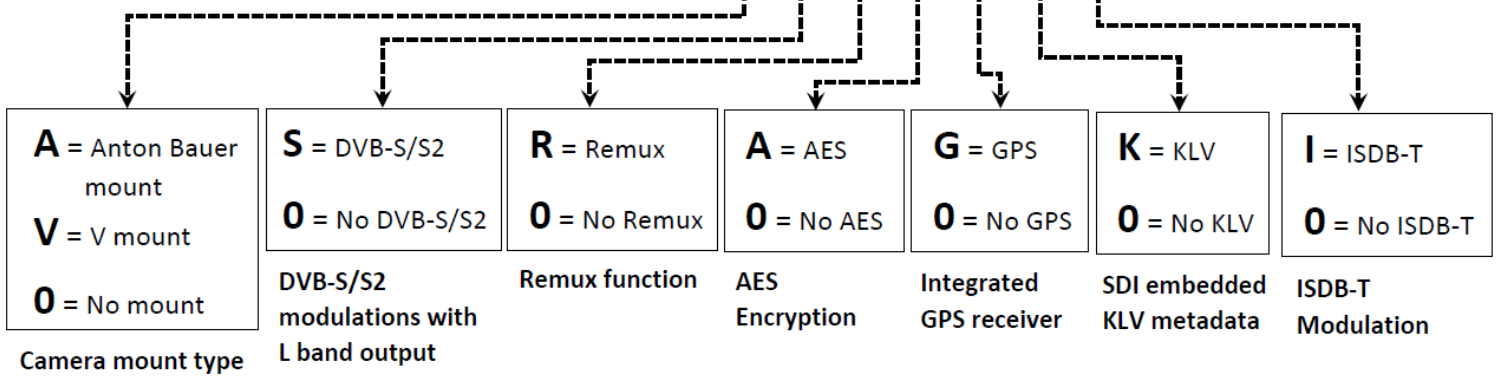 A = Anton Bauer
mount
V = V mount
0 = No mount
Camera mount type
S = DVB-S/S2
0 = No DVB-S/S2
DVB-S/S2
modulations with
L band output
R = Remux
0 = No Remux
Remux function
A = AES
0 = No AES
AES
Encryption
G = GPS
0 = No GPS
Integrated
GPS receiver
K = KLV
0 = No KLV
SDI embedded
KLV metadata
I = ISDB-T
0 = No ISDB-T
ISDB-T
Modulation